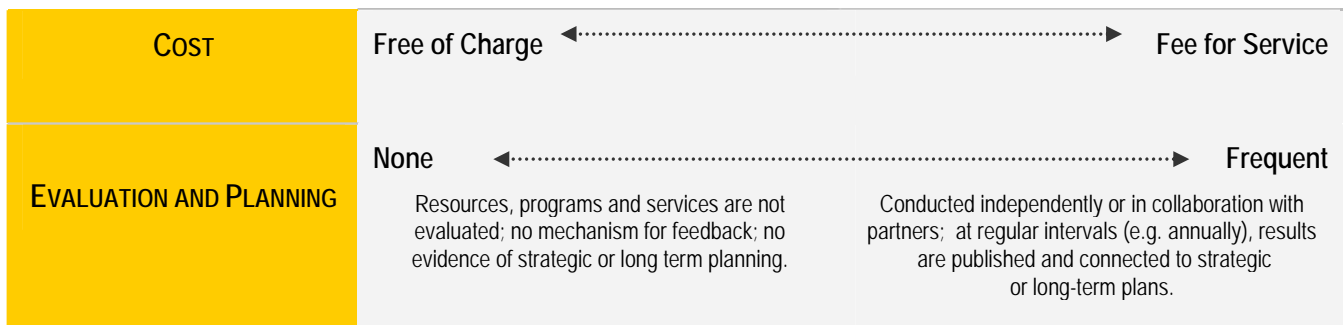 COST
Free of Charge
Fee for Service
EVALUATION AND PLANNING
None
Frequent
Resources, programs and services are not
evaluated; no mechanism for feedback; no
evidence of strategic or long term planning.
Conducted independently or in collaboration with
partners; at regular intervals (e.g. annually), results
are published and connected to strategic
or long-term plans.